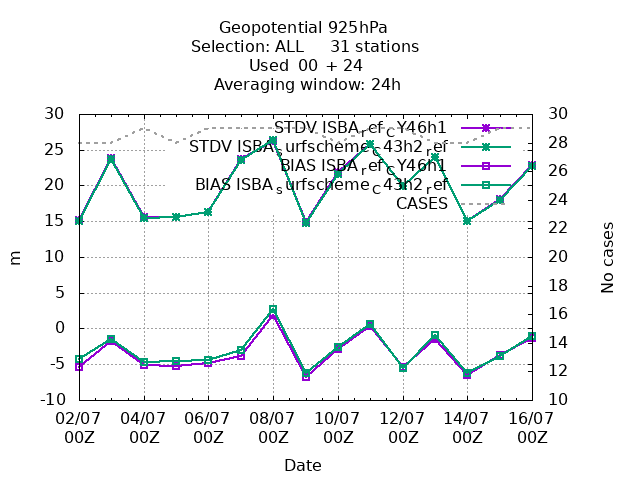 Geopotential 925hPa
Selection: ALL 31 stations
Used 00 + 24
Averaging window: 24h
30 30
STDV ISBA_ref_CY46h1
25 28
STDV ISBA_surfscheme_C43h2_ref
26
BIAS ISBA_ref_CY46h1
20
BIAS ISBA_surfscheme_C43h2_ref
24
CASES
15 22
10 20
5 18
16
0
14
-5
12
-10 10
m
No cases
02/07 04/07 06/07 08/07 10/07 12/07 14/07 16/07
00Z 00Z 00Z 00Z 00Z 00Z 00Z 00Z
Date